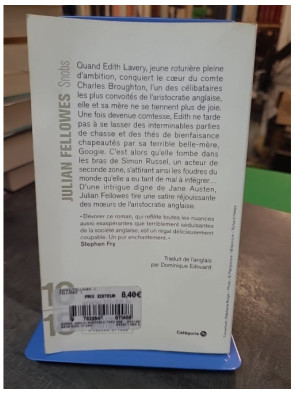 JULIAN FELLOWES Snobs
Quand Edith Lavery, jeune roturière pleine
d'ambition, conquiert le cœur du comte
Charles Broughton, l'un des célibataires
les plus convoités de l'aristocratie anglaise,
elle et sa mère ne se tiennent plus de joie.
Une fois devenue comtesse, Edith ne tarde
pas à se lasser des interminables parties
de chasse et des thés de bienfaisance
chapeautés par sa terrible belle-mère,
Googie. C'est alors qu'elle tombe dans
les bras de Simon Russel, un acteur de
seconde zone, s'attirant ainsi les foudres du
monde qu'elle a eu tant de mal à intégrer...
D'une intrigue digne de Jane Austen,
Julian Fellowes tire une satire réjouissante
des mœurs de l'aristocratie anglaise.
« Dévorer ce roman, qui reflète toutes les nuances
aussi exaspérantes que terriblement séduisantes
de la société anglaise, est un régal délicieusement
coupable. Un pur enchantement. »
Stephen Fry
Traduit de l'anglais
par Dominique Edouard
PRIX EDITEUR 8,40€
Catégorie